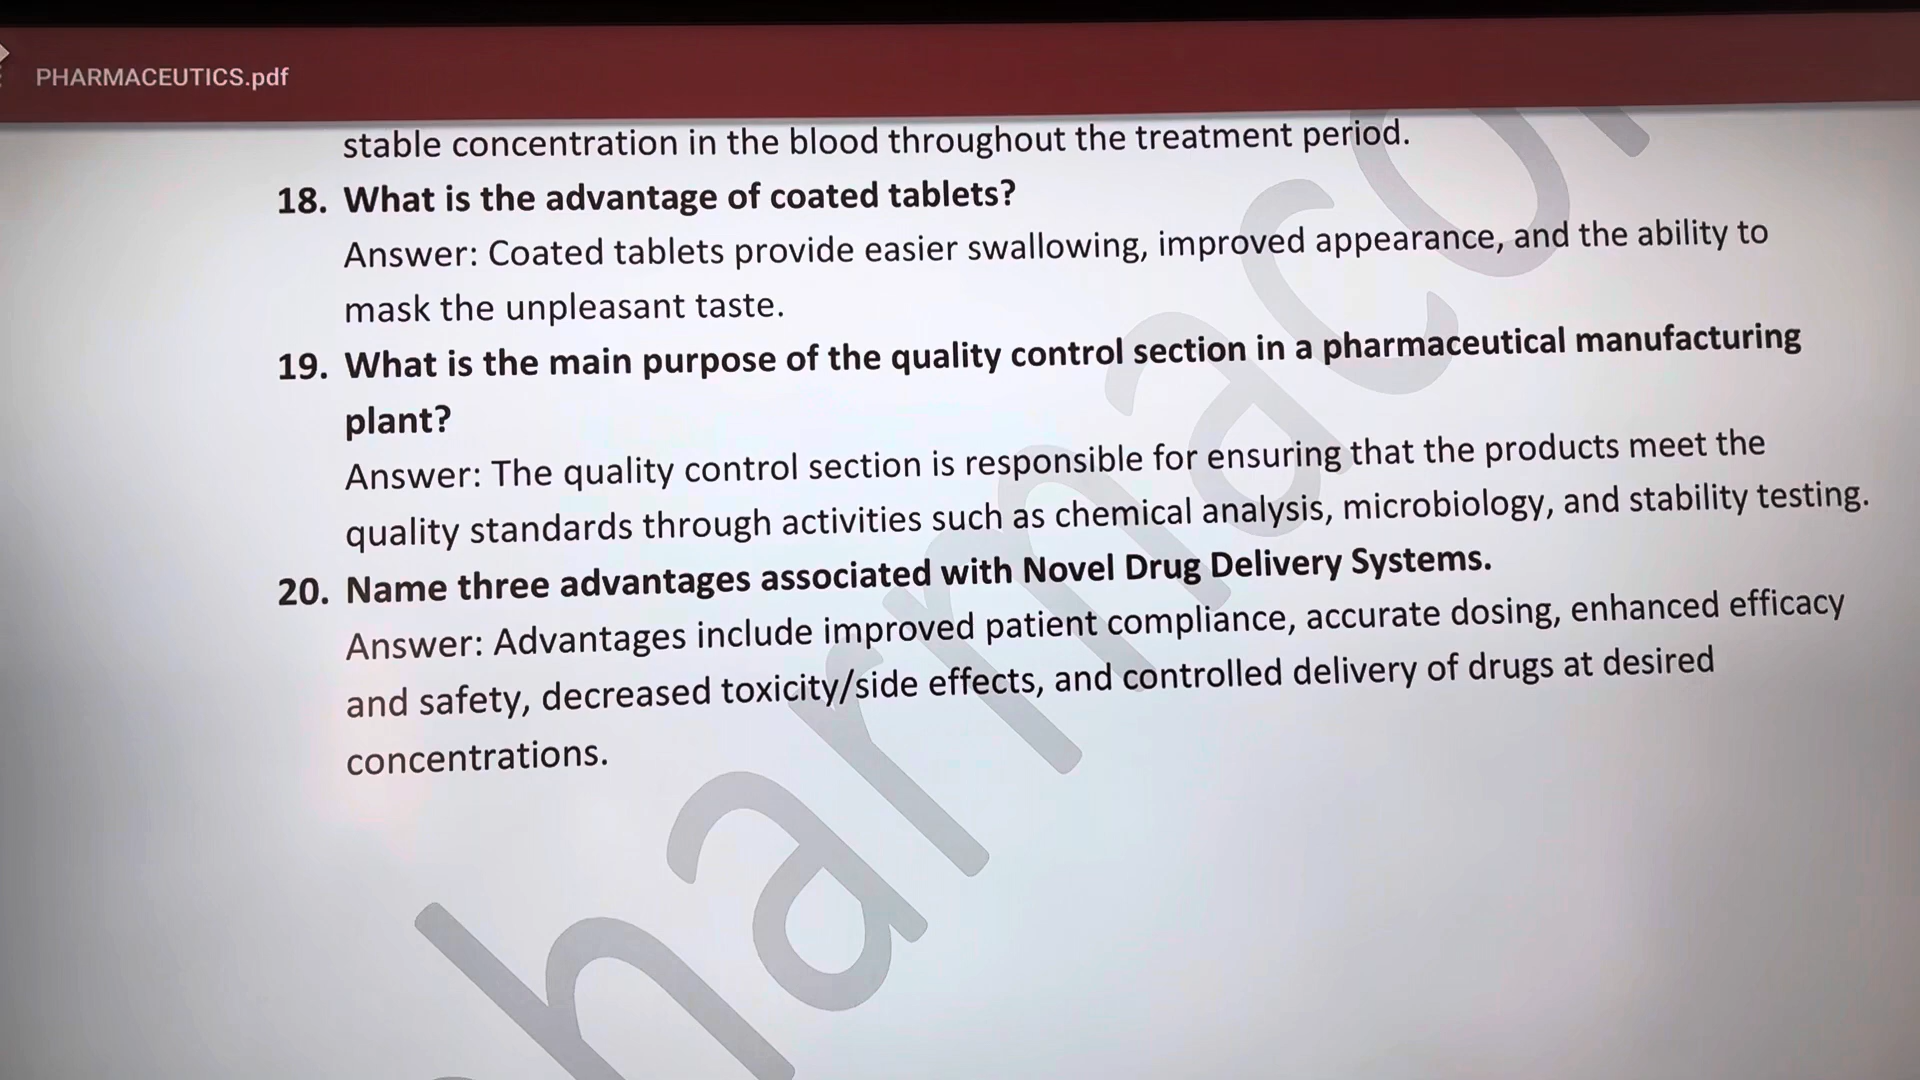 PHARMACEUTICS.pdf
stable concentration in the blood throughout the treatment period.
18. What is the advantage of coated tablets?
Answer: Coated tablets provide easier swallowing, improved appearance, and the ability to
mask the unpleasant taste.
19. What is the main purpose of the quality control section in a pharmaceutical manufacturing
plant?
Answer: The quality control section is responsible for ensuring that the products meet the
quality standards through activities such as chemical analysis, microbiology, and stability testing.
20. Name three advantages associated with Novel Drug Delivery Systems.
Answer: Advantages include improved patient compliance, accurate dosing, enhanced efficacy
and safety, decreased toxicity/side effects, and controlled delivery of drugs at desired
concentrations.